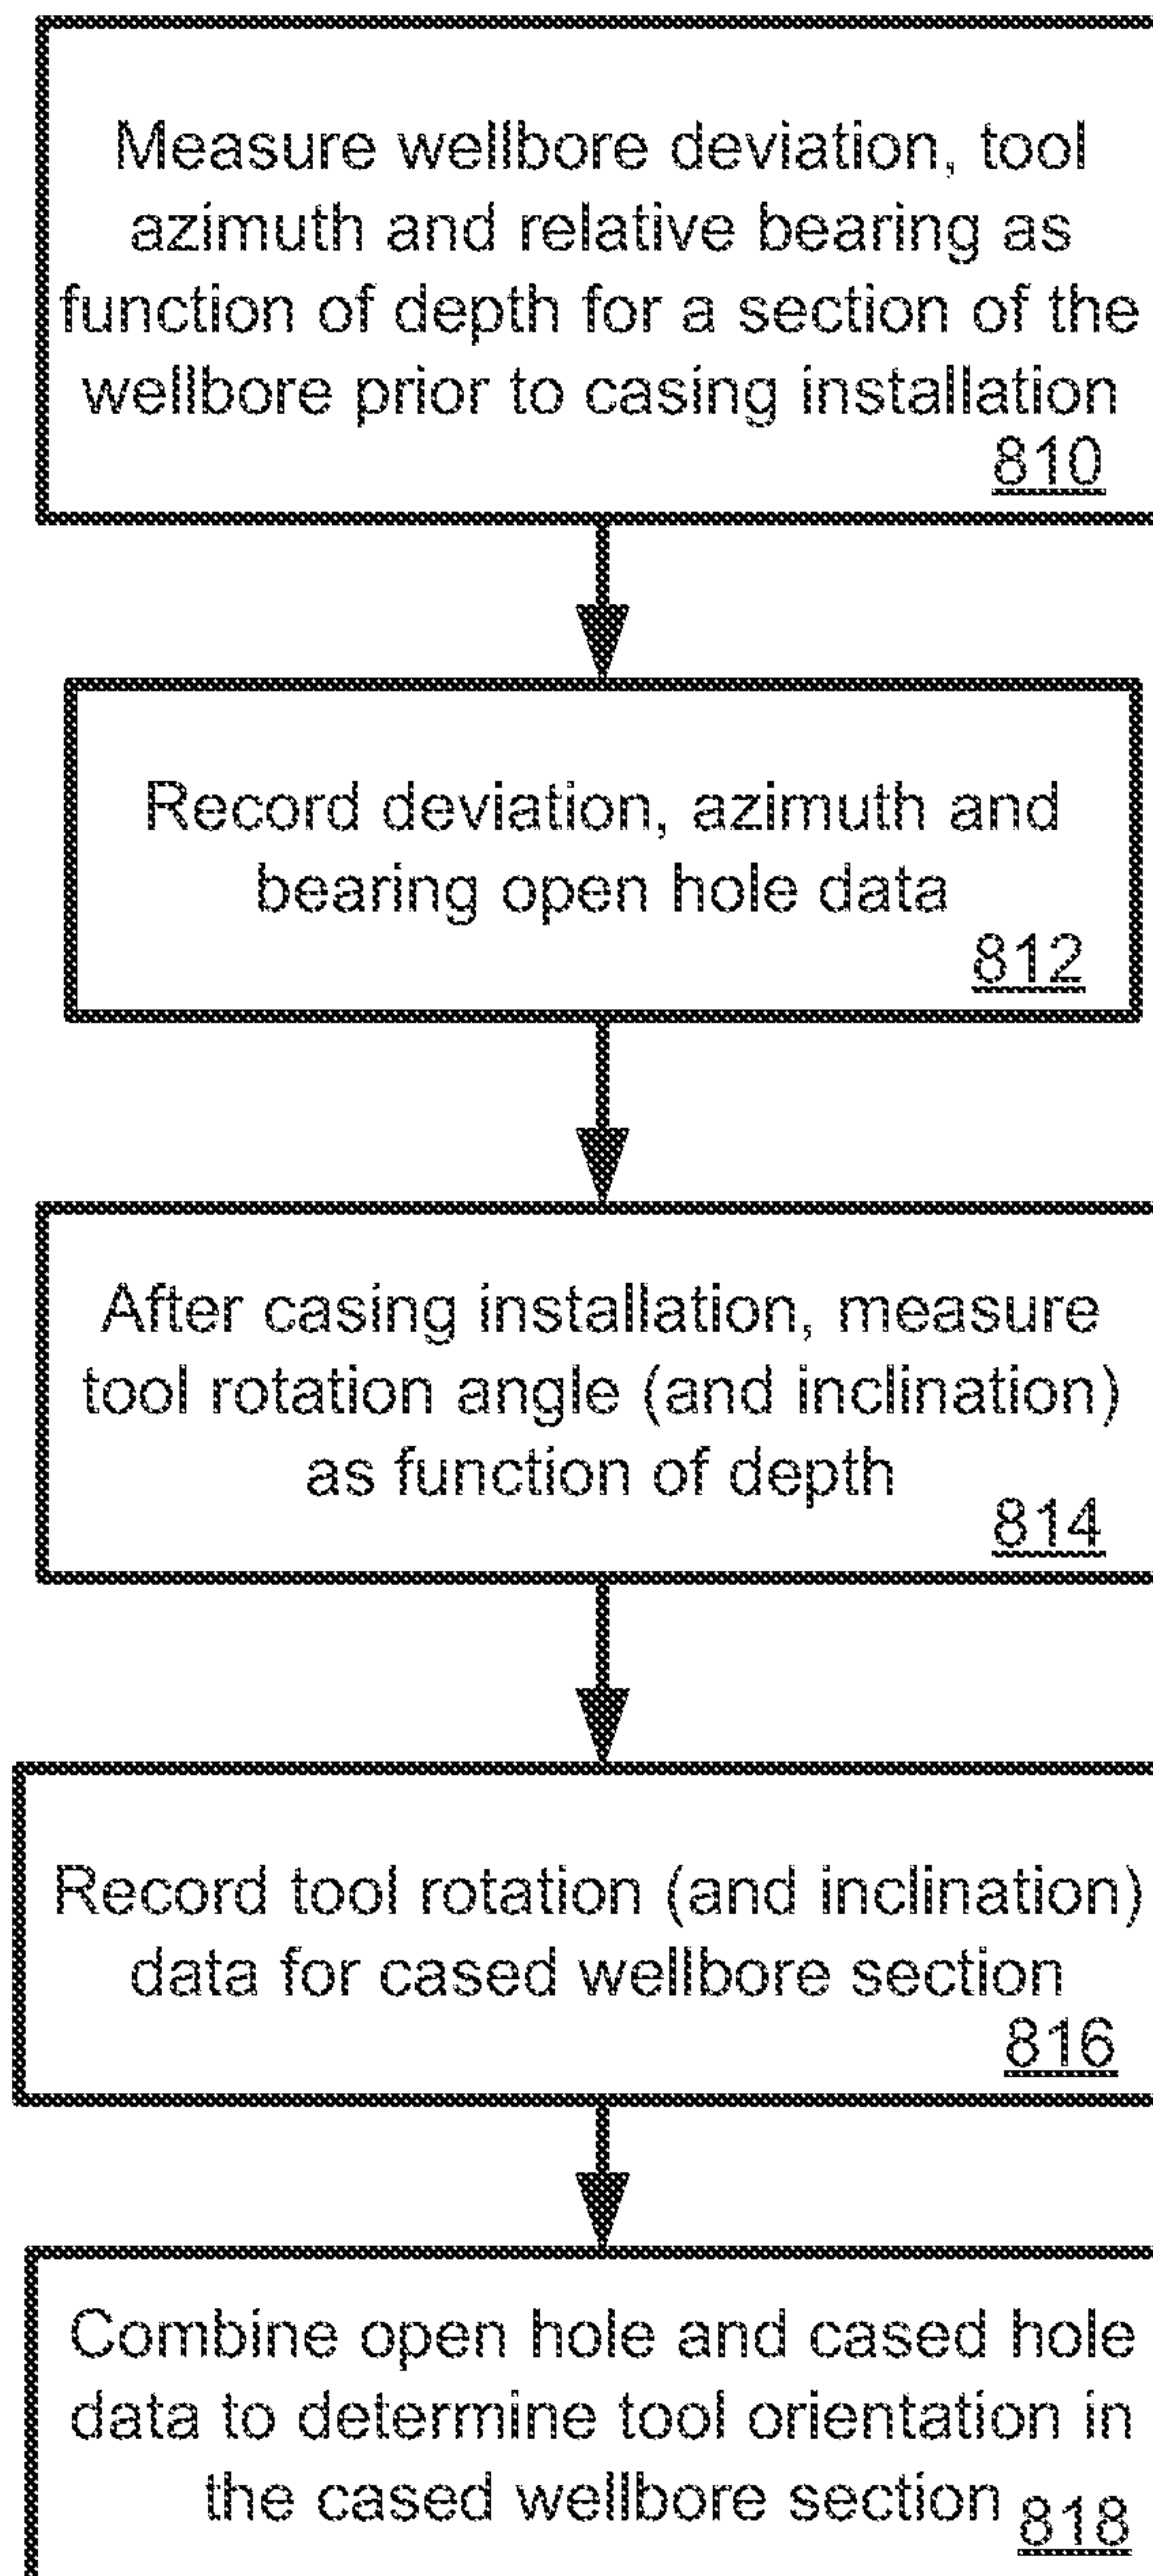 Measure wellbore deviation, tool
azimuth and relative bearing as
function of depth for a section of the
wellbore prior to casing installation
810
Record deviation, azimuth and
bearing open hole data
812
After casing installation, measure
tool rotation angle (and inclination)
as function of depth
814
Record tool rotation (and inclination)
data for cased wellbore section
816
Combine open hole and cased hole
data to determine tool orientation in
the cased wellbore section
818